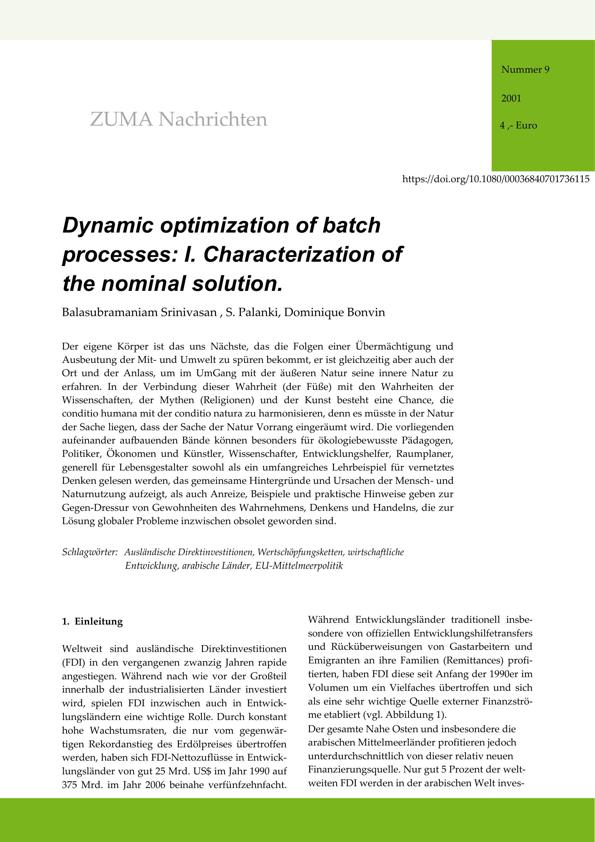 Nummer 9
2001
4 ,- Euro
ZUMA Nachrichten
https://doi.org/10.1080/00036840701736115
Dynamic optimization of batch
processes: I. Characterization of
the nominal solution.
Balasubramaniam Srinivasan , S. Palanki, Dominique Bonvin
Der eigene Körper ist das uns Nächste, das die Folgen einer Übermächtigung und
Ausbeutung der Mit- und Umwelt zu spüren bekommt, er ist gleichzeitig aber auch der
Ort und der Anlass, um im UmGang mit der äußeren Natur seine innere Natur zu
erfahren. In der Verbindung dieser Wahrheit (der Füße) mit den Wahrheiten der
Wissenschaften, der Mythen (Religionen) und der Kunst besteht eine Chance, die
conditio humana mit der conditio natura zu harmonisieren, denn es müsste in der Natur
der Sache liegen, dass der Sache der Natur Vorrang eingeräumt wird. Die vorliegenden
aufeinander aufbauenden Bände können besonders für ökologiebewusste Pädagogen,
Politiker, Ökonomen und Künstler, Wissenschafter, Entwicklungshelfer, Raumplaner,
generell für Lebensgestalter sowohl als ein umfangreiches Lehrbeispiel für vernetztes
Denken gelesen werden, das gemeinsame Hintergründe und Ursachen der Mensch- und
Naturnutzung aufzeigt, als auch Anreize, Beispiele und praktische Hinweise geben zur
Gegen-Dressur von Gewohnheiten des Wahrnehmens, Denkens und Handelns, die zur
Lösung globaler Probleme inzwischen obsolet geworden sind.
Schlagwörter: Ausländische Direktinvestitionen, Wertschöpfungsketten, wirtschaftliche
Entwicklung, arabische Länder, EU-Mittelmeerpolitik
1. Einleitung
Weltweit sind ausländische Direktinvestitionen
(FDI) in den vergangenen zwanzig Jahren rapide
angestiegen. Während nach wie vor der Großteil
innerhalb der industrialisierten Länder investiert
wird, spielen FDI inzwischen auch in Entwick-
lungsländern eine wichtige Rolle. Durch konstant
hohe Wachstumsraten, die nur vom gegenwär-
tigen Rekordanstieg des Erdölpreises übertroffen
werden, haben sich FDI-Nettozuflüsse in Entwick-
lungsländer von gut 25 Mrd. US$ im Jahr 1990 auf
375 Mrd. im Jahr 2006 beinahe verfünfzehnfacht.
Während Entwicklungsländer traditionell insbe-
sondere von offiziellen Entwicklungshilfetransfers
und Rücküberweisungen von Gastarbeitern und
Emigranten an ihre Familien (Remittances) profi-
tierten, haben FDI diese seit Anfang der 1990er im
Volumen um ein Vielfaches übertroffen und sich
als eine sehr wichtige Quelle externer Finanzströ-
me etabliert (vgl. Abbildung 1).
Der gesamte Nahe Osten und insbesondere die
arabischen Mittelmeerländer profitieren jedoch
unterdurchschnittlich von dieser relativ neuen
Finanzierungsquelle. Nur gut 5 Prozent der welt-
weiten FDI werden in der arabischen Welt inves-